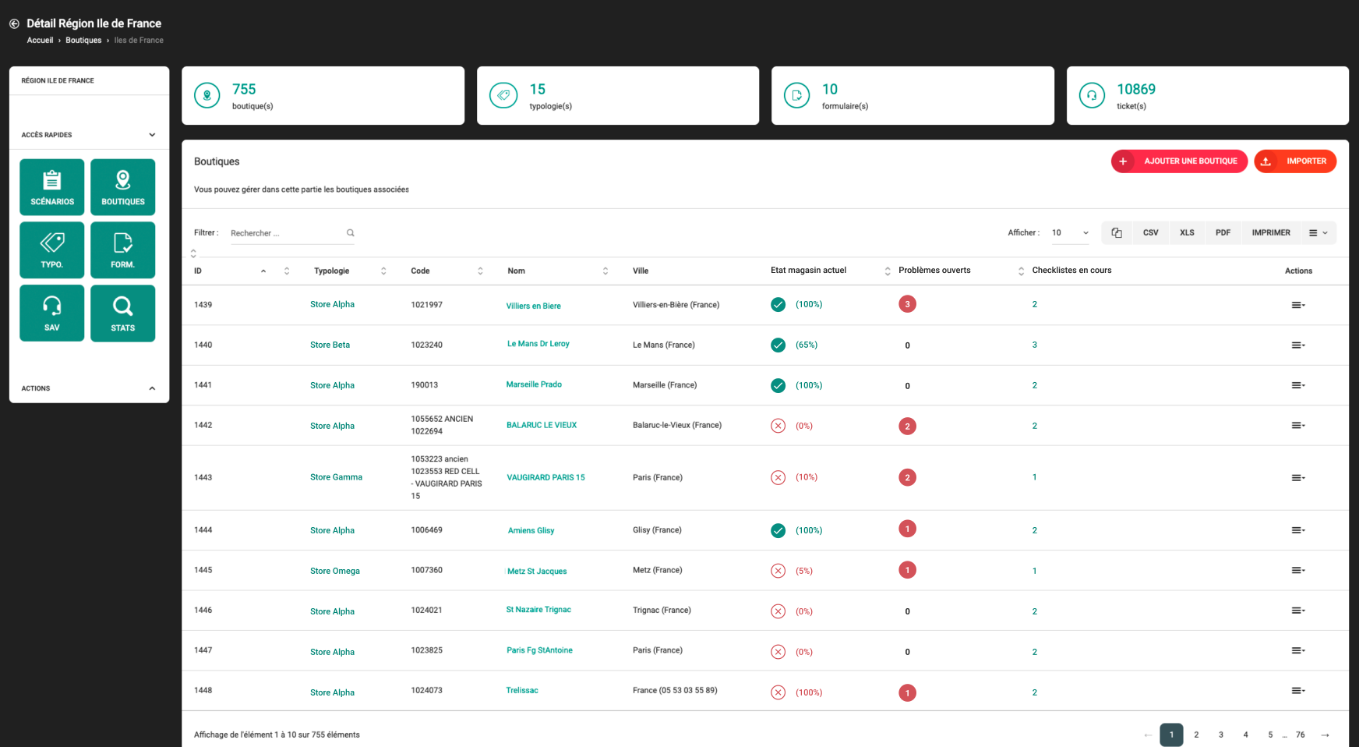 Détail Région Ile de France
Accueil › Boutiques › Iles de France
RÉGION ILE DE FRANCE
ACCÈS RAPIDES
SCÉNARIOS BOUTIQUES
TYPO. FORM.
SAV STATS
ACTIONS
755
boutique(s)
15
typologie(s)
10
formulaire(s)
10869
ticket(s)
Boutiques
+ AJOUTER UNE BOUTIQUE IMPORTER
Vous pouvez gérer dans cette partie les boutiques associées
Filtrer : Rechercher ... Afficher : 10 CSV XLS PDF IMPRIMER
ID Typologie Code Nom Ville Etat magasin actuel Problèmes ouverts Checklistes en cours Actions
1439 Store Alpha 1021997 Villiers en Biere Villiers-en-Bière (France) (100%) 3 2
1440 Store Beta 1023240 Le Mans Dr Leroy Le Mans (France) (65%) 0 3
1441 Store Alpha 190013 Marseille Prado Marseille (France) (100%) 0 2
1442 Store Alpha 1055652 ANCIEN BALARUC LE VIEUX Balaruc-le-Vieux (France) (0%) 2 2
1022694
1053223 ancien
1023553 RED CELL
1443 Store Gamma - VAUGIRARD PARIS VAUGIRARD PARIS 15 Paris (France) (10%) 2 1
15
1444 Store Alpha 1006469 Amiens Glisy Glisy (France) (100%) 1 2
1445 Store Omega 1007360 Metz St Jacques Metz (France) (5%) 1 1
1446 Store Alpha 1024021 St Nazaire Trignac Trignac (France) (0%) 0 2
1447 Store Alpha 1023825 Paris Fg StAntoine Paris (France) (0%) 0 2
1448 Store Alpha 1024073 Trelissac France (05 53 03 55 89) (100%) 1 2
Affichage de l'élément 1 à 10 sur 755 éléments ← 1 2 3 4 5 ... 76 →